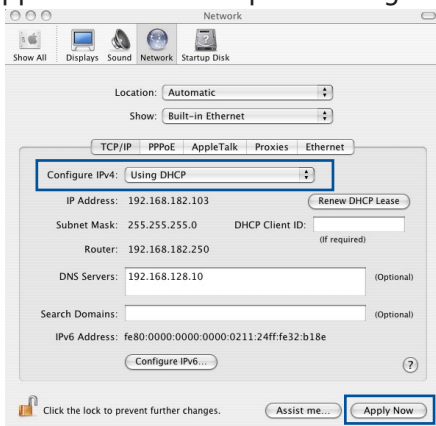 Network
Show All Displays Sound Network Startup Disk
Location: Automatic
Show: Built-in Ethernet
TCP/IP PPPoE AppleTalk Proxies Ethernet
Configure IPv4: Using DHCP
IP Address: 192.168.182.103 Renew DHCP Lease
Subnet Mask: 255.255.255.0 DHCP Client ID:
(If required)
Router: 192.168.182.250
DNS Servers: 192.168.128.10 (Optional)
Search Domains: (Optional)
IPv6 Address: fe80:0000:0000:0000:0211:24ff:fe32:b18e
Configure IPv6... ?
Click the lock to prevent further changes. Assist me... Apply Now